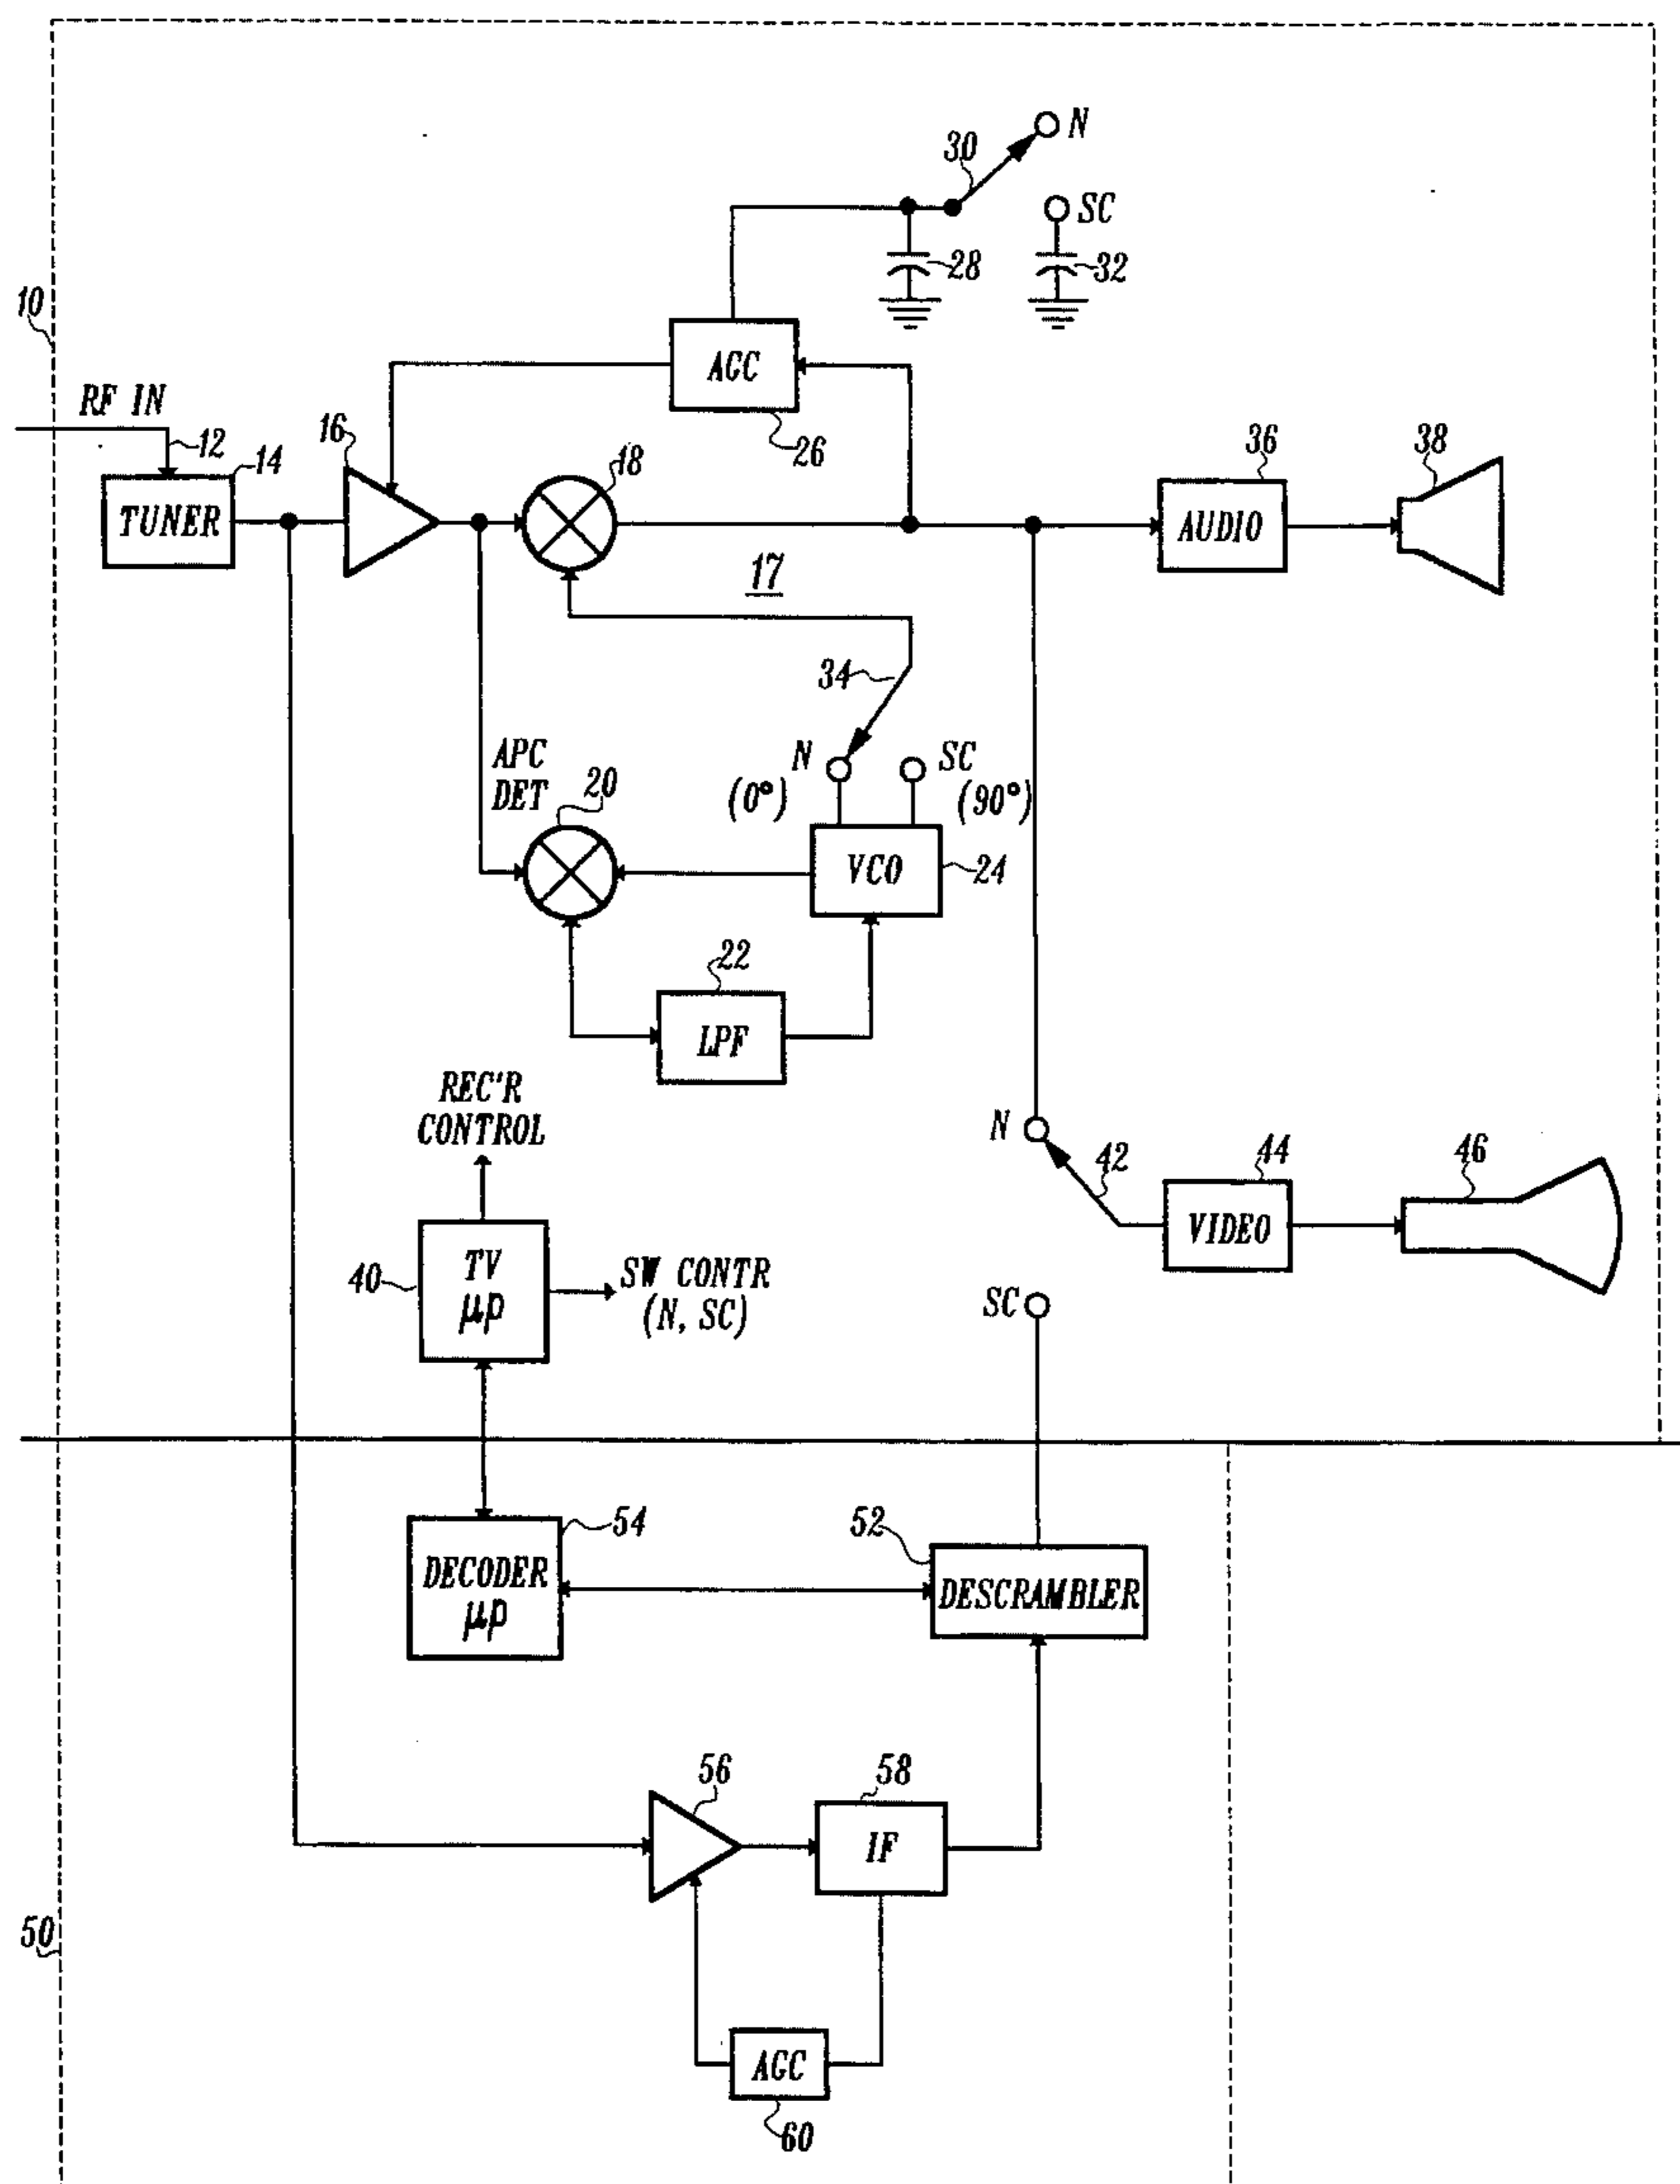 N
30
SC
28
32
10
AGC
RF IN
12
14
16
18
26
36
38
TUNER
AUDIO
17
34
APC
DET
20
N
(0°)
SC
(90°)
VCO
24
22
LPF
REC'R
CONTROL
N
42
44
46
VIDEO
40
TV
μp
SW CONTR
(N, SC)
SC
54
52
DECODER
μp
DESCRAMBLER
56
58
IF
50
AGC
60